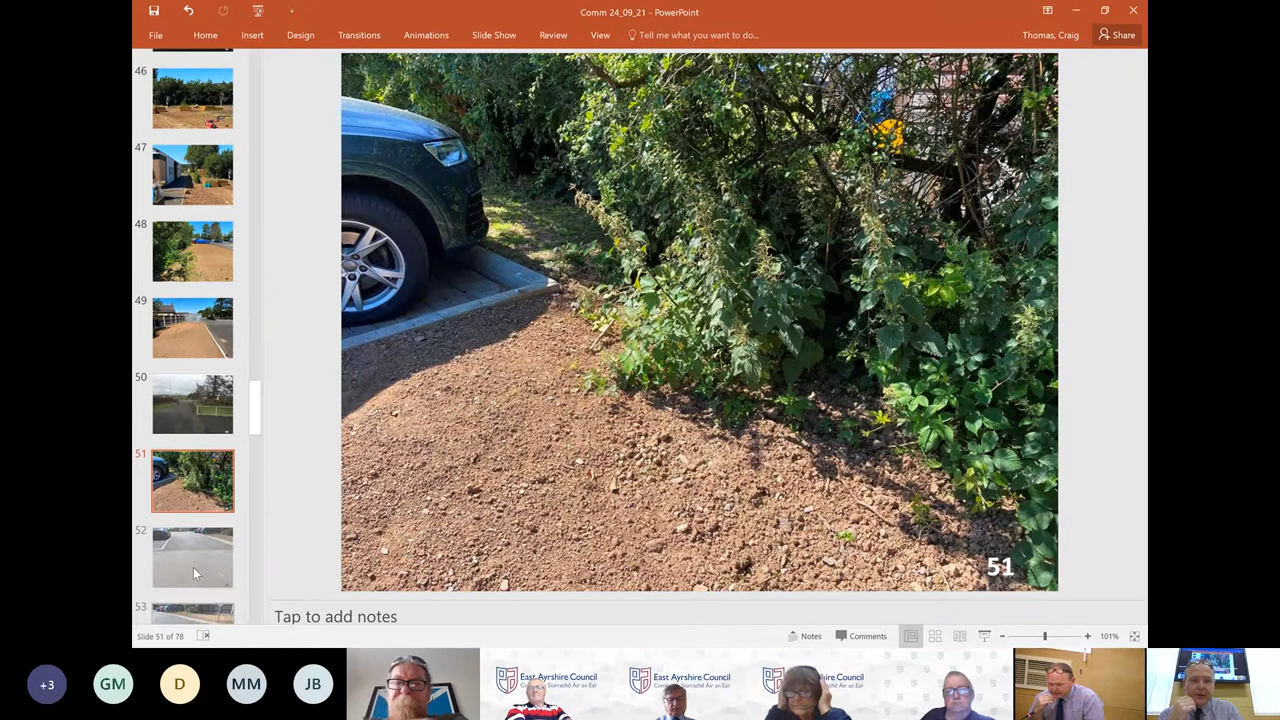 Comm 24_09_21 - PowerPoint
File Home Insert Design Transitions Animations Slide Show Review View Tell me what you want to do... Thomas, Craig Share
46
47
48
49
50
51
52
53
51
Tap to add notes
Slide 51 of 78 Notes Comments 101%
+3 GM D MM JB
East Ayrshire Council East Ayrshire Council East Ayrshire Council